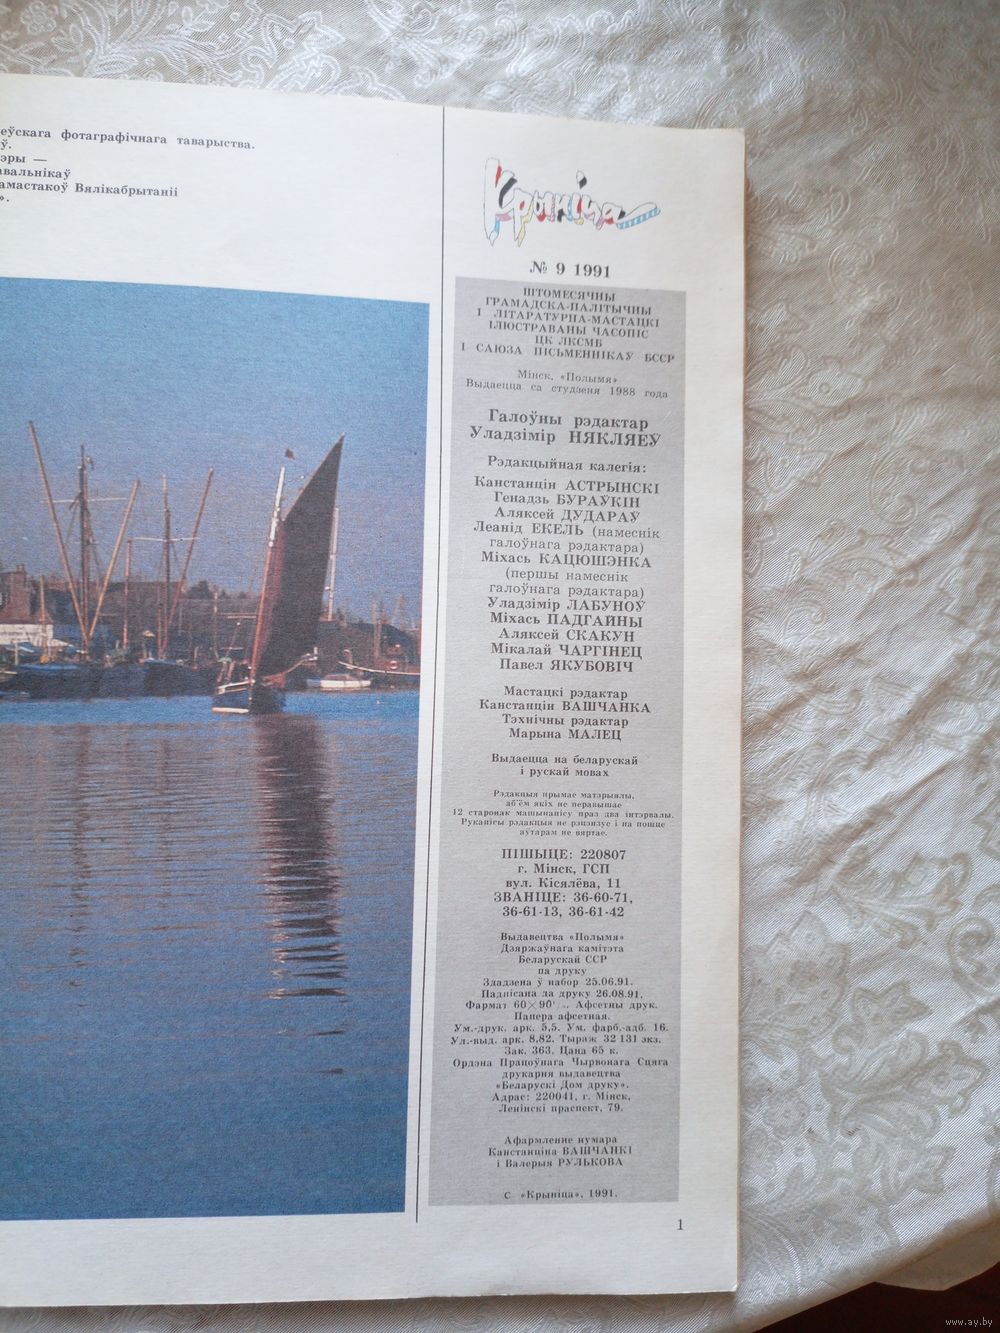 еўскага фотаграфічнага таварыства.
ў.
эры —
авальнікаў
амастакоў Вялікабрытаніі
».
Крыніца
№ 9 1991
ШТОМЕСЯЧНЫ
ГРАМАДСКА-ПАЛІТЫЧНЫ
І ЛІТАРАТУРНА-МАСТАЦКІ
ІЛЮСТРАВАНЫ ЧАСОПІС
ЦК ЛКСМБ
І САЮЗА ПІСЬМЕННІКАЎ БССР
Мінск, «Полымя»
Выдаецца са студзеня 1988 года
Галоўны рэдактар
Уладзімір НЯКЛЯЕЎ
Рэдакцыйная калегія:
Канстанцін АСТРЫНСКІ
Генадзь БУРАЎКІН
Аляксей ДУДАРАЎ
Леанід ЕКЕЛЬ (намеснік
галоўнага рэдактара)
Міхась КАЦЮШЭНКА
(першы намеснік
галоўнага рэдактара)
Уладзімір ЛАБУНОЎ
Міхась ПАДГАЙНЫ
Аляксей СКАКУН
Мікалай ЧАРГІНЕЦ
Павел ЯКУБОВІЧ
Мастацкі рэдактар
Канстанцін ВАШЧАНКА
Тэхнічны рэдактар
Марына МАЛЕЦ
Выдаецца на беларускай
і рускай мовах
Рэдакцыя прымае матэрыялы,
аб'ём якіх не перавышае
12 старонак машынапісу праз два інтэрвалы.
Рукапісы рэдакцыя не рэцэнзуе і па пошце
аўтарам не вяртае.
ПІШЫЦЕ: 220807
г. Мінск, ГСП
вул. Кісялёва, 11
ЗВАНІЦЕ: 36-60-71,
36-61-13, 36-61-42
Выдавецтва «Полымя»
Дзяржаўнага камітэта
Беларускай ССР
па друку
Здадзена ў набор 25.06.91.
Падпісана да друку 26.08.91.
Фармат 60×90 Афсетны друк.
Папера афсетная.
Ум.-друк. арк. 5,5. Ум. фарб.-адб. 16.
Ул.-выд. арк. 8,82. Тыраж 32 131 экз.
Зак. 363. Цана 65 к.
Ордэна Працоўнага Чырвонага Сцяга
друкарня выдавецтва
«Беларускі Дом друку».
Адрас: 220041, г. Мінск,
Ленінскі праспект, 79.
Афармленне нумара
Канстанціна ВАШЧАНКІ
і Валерыя РУЛЬКОВА
С «Крыніца», 1991.
1
www.ay.by